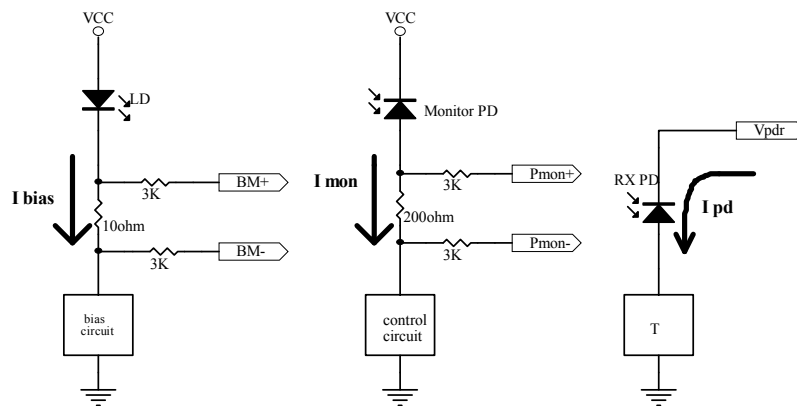 VCC
LD
I bias
3K
BM+
10ohm
3K
BM-
bias
circuit
VCC
Monitor PD
I mon
3K
Pmon+
200ohm
3K
Pmon-
control
circuit
Vpdr
RX PD
I pd
T